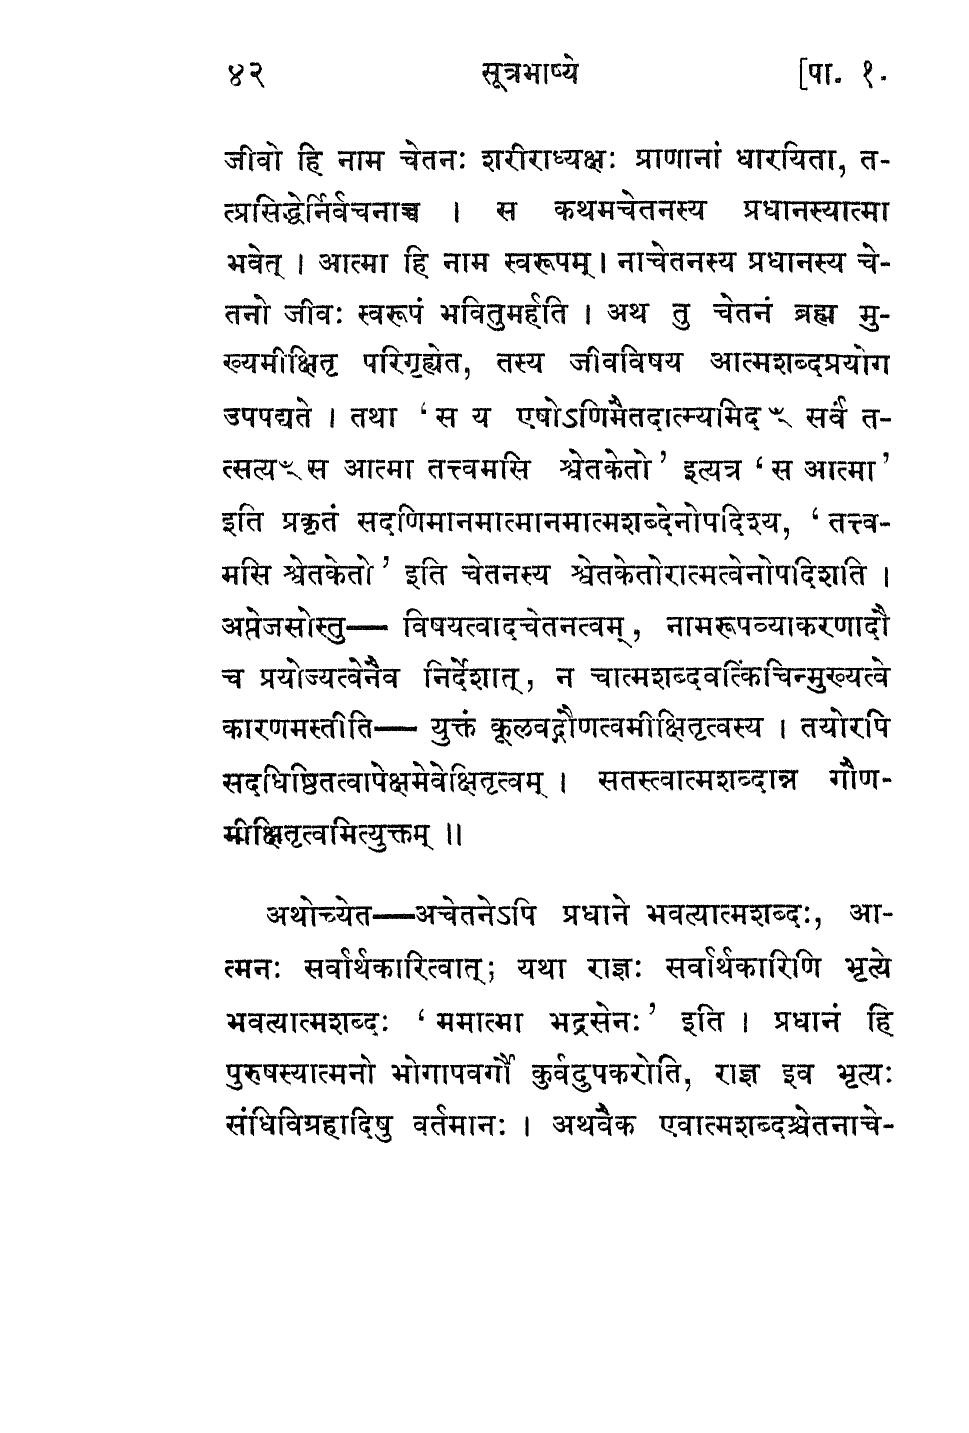 ४२ सूत्रभाष्ये [पा. १.
जीवो हि नाम चेतनः शरीराध्यक्षः प्राणानां धारयिता, त-
त्प्रसिद्धेर्निर्वचनाच्च । स कथमचेतनस्य प्रधानस्यात्मा
भवेत् । आत्मा हि नाम स्वरूपम् । नाचेतनस्य प्रधानस्य चे-
तनो जीवः स्वरूपं भवितुमर्हति । अथ तु चेतनं ब्रह्म मु-
ख्यमीक्षितृ परिगृह्येत, तस्य जीवविषय आत्मशब्दप्रयोग
उपपद्यते । तथा ‘ स य एषोऽणिमैतदात्म्यमिदꣳ सर्वं त-
त्सत्यꣳ स आत्मा तत्त्वमसि श्वेतकेतो ’ इत्यत्र ‘ स आत्मा ’
इति प्रकृतं सदणिमानमात्मानमात्मशब्देनोपदिश्य, ‘ तत्त्व-
मसि श्वेतकेतो ’ इति चेतनस्य श्वेतकेतोरात्मत्वेनोपदिशति ।
अप्तेजसोस्तु— विषयत्वादचेतनत्वम् , नामरूपव्याकरणादौ
च प्रयोज्यत्वेनैव निर्देशात् , न चात्मशब्दवत्किंचिन्मुख्यत्वे
कारणमस्तीति— युक्तं कूलवद्गौणत्वमीक्षितृत्वस्य । तयोरपि
सदधिष्ठितत्वापेक्षमेवेक्षितृत्वम् । सतस्त्वात्मशब्दान्न गौण-
मीक्षितृत्वमित्युक्तम् ॥
अथोच्येत—अचेतनेऽपि प्रधाने भवत्यात्मशब्दः, आ-
त्मनः सर्वार्थकारित्वात् ; यथा राज्ञः सर्वार्थकारिणि भृत्ये
भवत्यात्मशब्दः ‘ ममात्मा भद्रसेनः ’ इति । प्रधानं हि
पुरुषस्यात्मनो भोगापवर्गौ कुर्वदुपकरोति, राज्ञ इव भृत्यः
संधिविग्रहादिषु वर्तमानः । अथवैक एवात्मशब्दश्चेतनाचे-